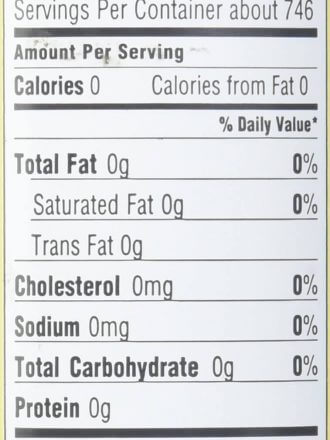 Servings Per Container about 746
Amount Per Serving
Calories 0 Calories from Fat 0
% Daily Value*
Total Fat 0g 0%
Saturated Fat 0g 0%
Trans Fat 0g
Cholesterol 0mg 0%
Sodium 0mg 0%
Total Carbohydrate 0g 0%
Protein 0g